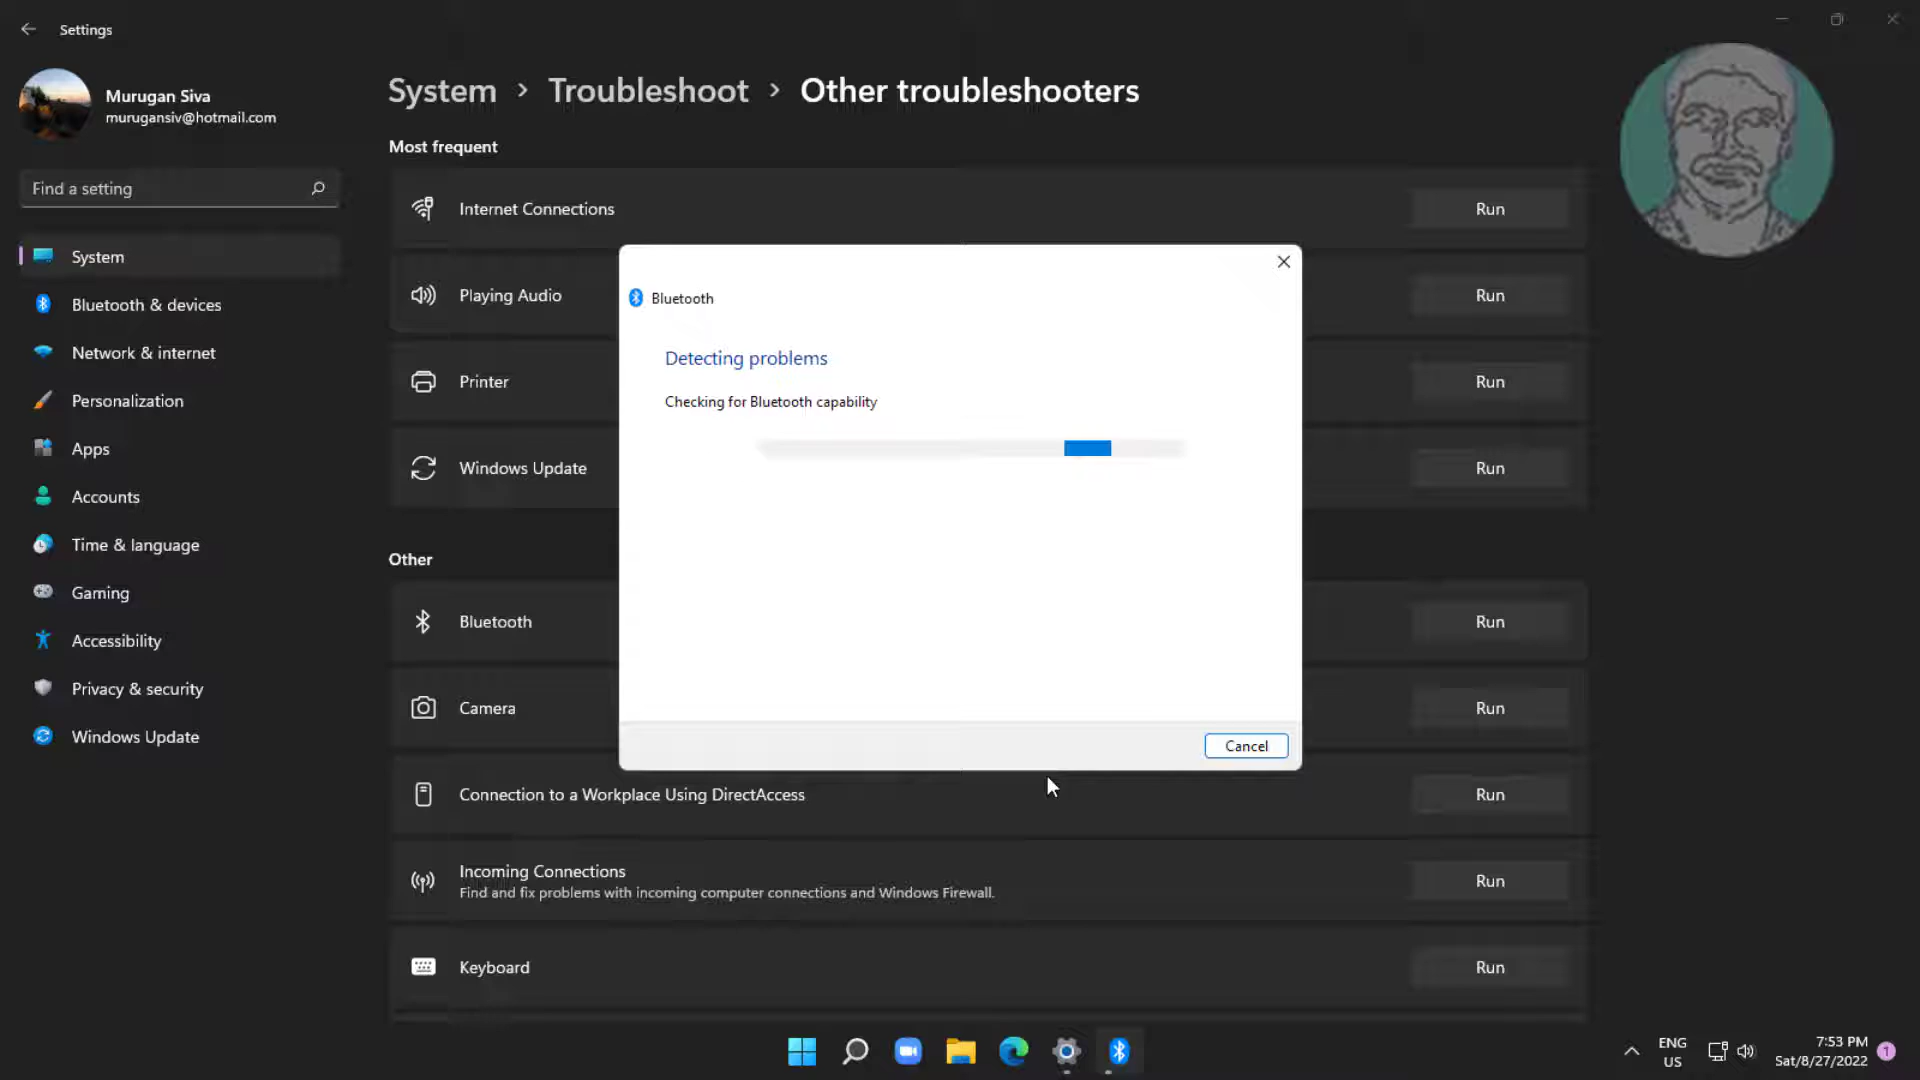 Settings
Murugan Siva
murugansiv@hotmail.com
Find a setting
System
Bluetooth & devices
Network & internet
Personalization
Apps
Accounts
Time & language
Gaming
Accessibility
Privacy & security
Windows Update
System > Troubleshoot > Other troubleshooters
Most frequent
Internet Connections
Run
Playing Audio
Run
Printer
Run
Windows Update
Run
Other
Bluetooth
Run
Camera
Run
Connection to a Workplace Using DirectAccess
Run
Incoming Connections
Find and fix problems with incoming computer connections and Windows Firewall.
Run
Keyboard
Run
Bluetooth
Detecting problems
Checking for Bluetooth capability
Cancel
ENG
US
7:53 PM
Sat/8/27/2022
1